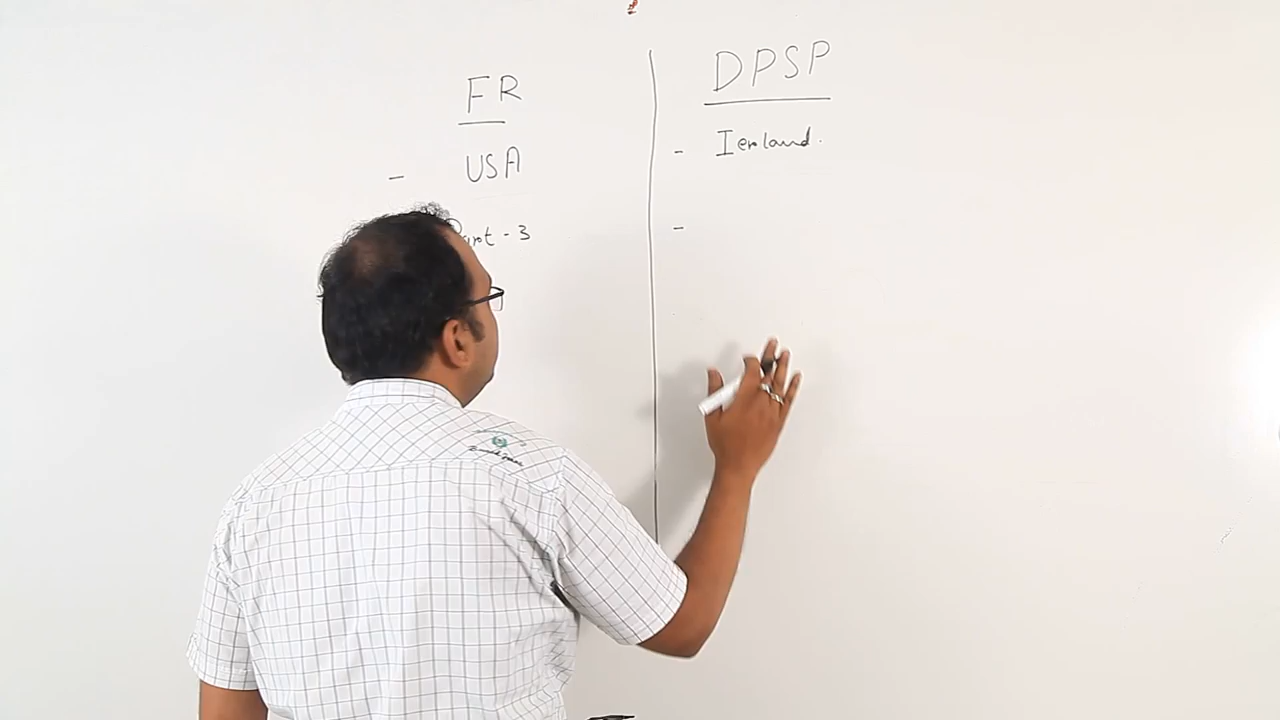 FR
USA
Part - 3
DPSP
- Ierland.
-